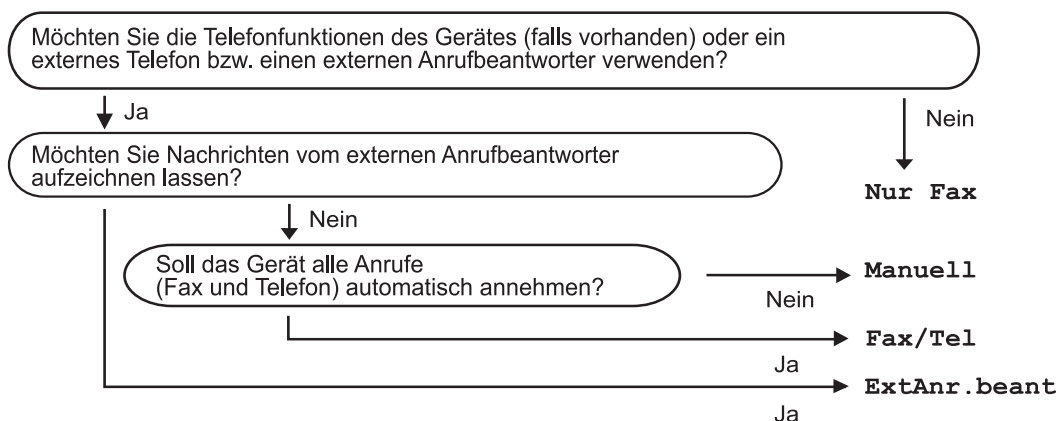 Möchten Sie die Telefonfunktionen des Gerätes (falls vorhanden) oder ein
externes Telefon bzw. einen externen Anrufbeantworter verwenden?
Ja
Nein
Möchten Sie Nachrichten vom externen Anrufbeantworter
aufzeichnen lassen?
Nur Fax
Nein
Soll das Gerät alle Anrufe
(Fax und Telefon) automatisch annehmen?
Manuell
Nein
Fax/Tel
Ja
ExtAnr.beant
Ja